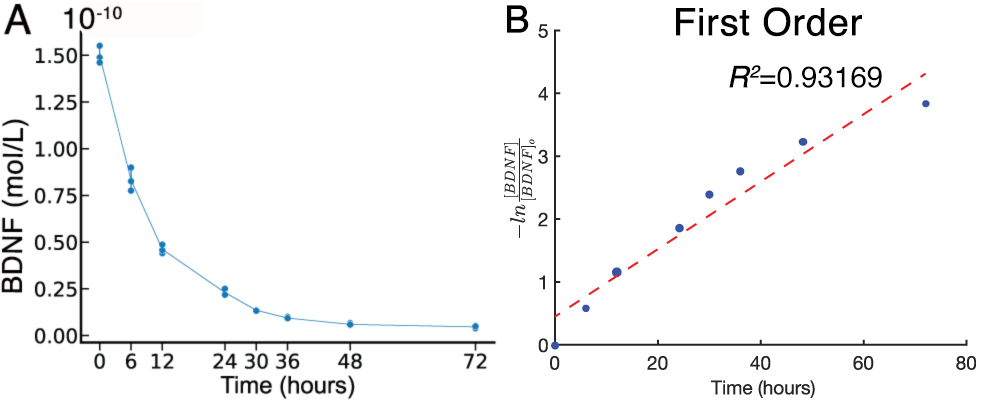 A
10⁻¹⁰
BDNF (mol/L)
1.50
1.25
1.00
0.75
0.50
0.25
0.00
0 6 12 24 30 36 48 72
Time (hours)
B
First Order
R²=0.93169
−ln [BDNF] / [BDNF]ₒ
5
4
3
2
1
0
0 20 40 60 80
Time (hours)